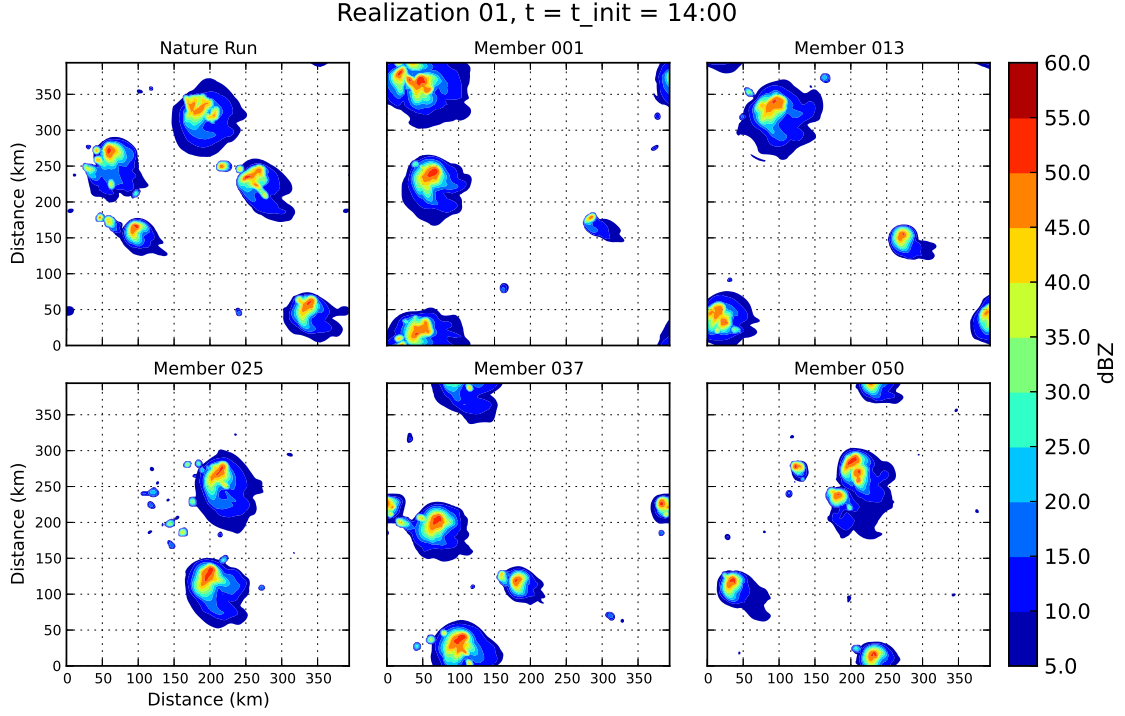 Realization 01, t = t_init = 14:00
Nature Run
Member 001
Member 013
Distance (km)
350
300
250
200
150
100
50
0
60.0
55.0
50.0
45.0
40.0
35.0
30.0
25.0
20.0
15.0
10.0
5.0
dBZ
Member 025
Member 037
Member 050
Distance (km)
350
300
250
200
150
100
50
0
0 50 100 150 200 250 300 350
0 50 100 150 200 250 300 350
0 50 100 150 200 250 300 350
Distance (km)